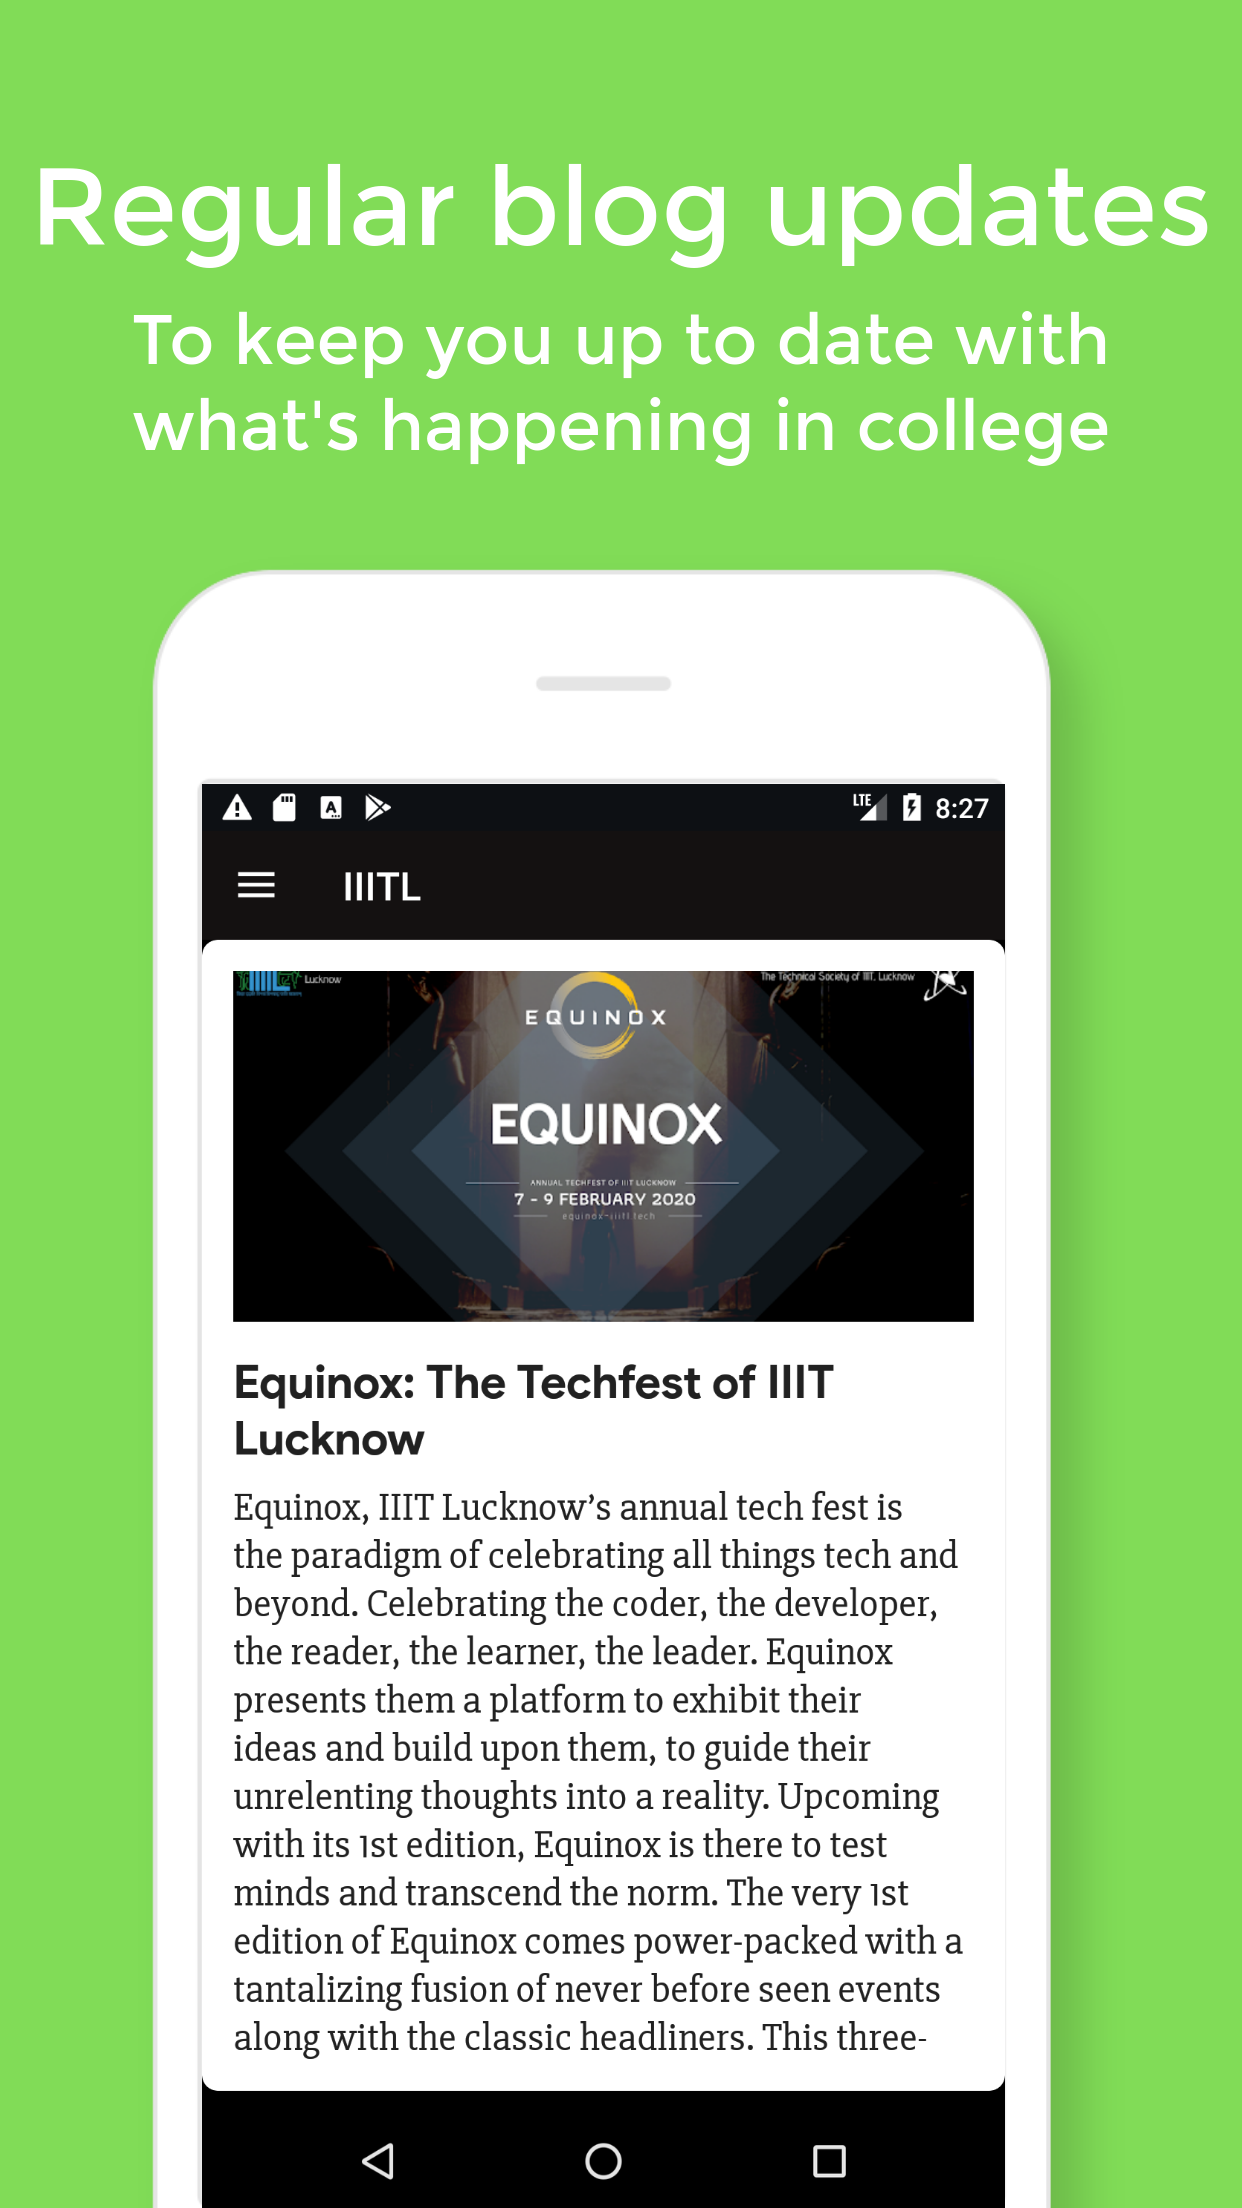 Regular blog updates
To keep you up to date with
what's happening in college
LTE 8:27
IIITL
Lucknow
The Technical Society of IIIT, Lucknow
EQUINOX
EQUINOX
ANNUAL TECHFEST OF IIIT LUCKNOW
7 - 9 FEBRUARY 2020
equinox-iiitl.tech
Equinox: The Techfest of IIIT
Lucknow
Equinox, IIIT Lucknow’s annual tech fest is
the paradigm of celebrating all things tech and
beyond. Celebrating the coder, the developer,
the reader, the learner, the leader. Equinox
presents them a platform to exhibit their
ideas and build upon them, to guide their
unrelenting thoughts into a reality. Upcoming
with its 1st edition, Equinox is there to test
minds and transcend the norm. The very 1st
edition of Equinox comes power-packed with a
tantalizing fusion of never before seen events
along with the classic headliners. This three-